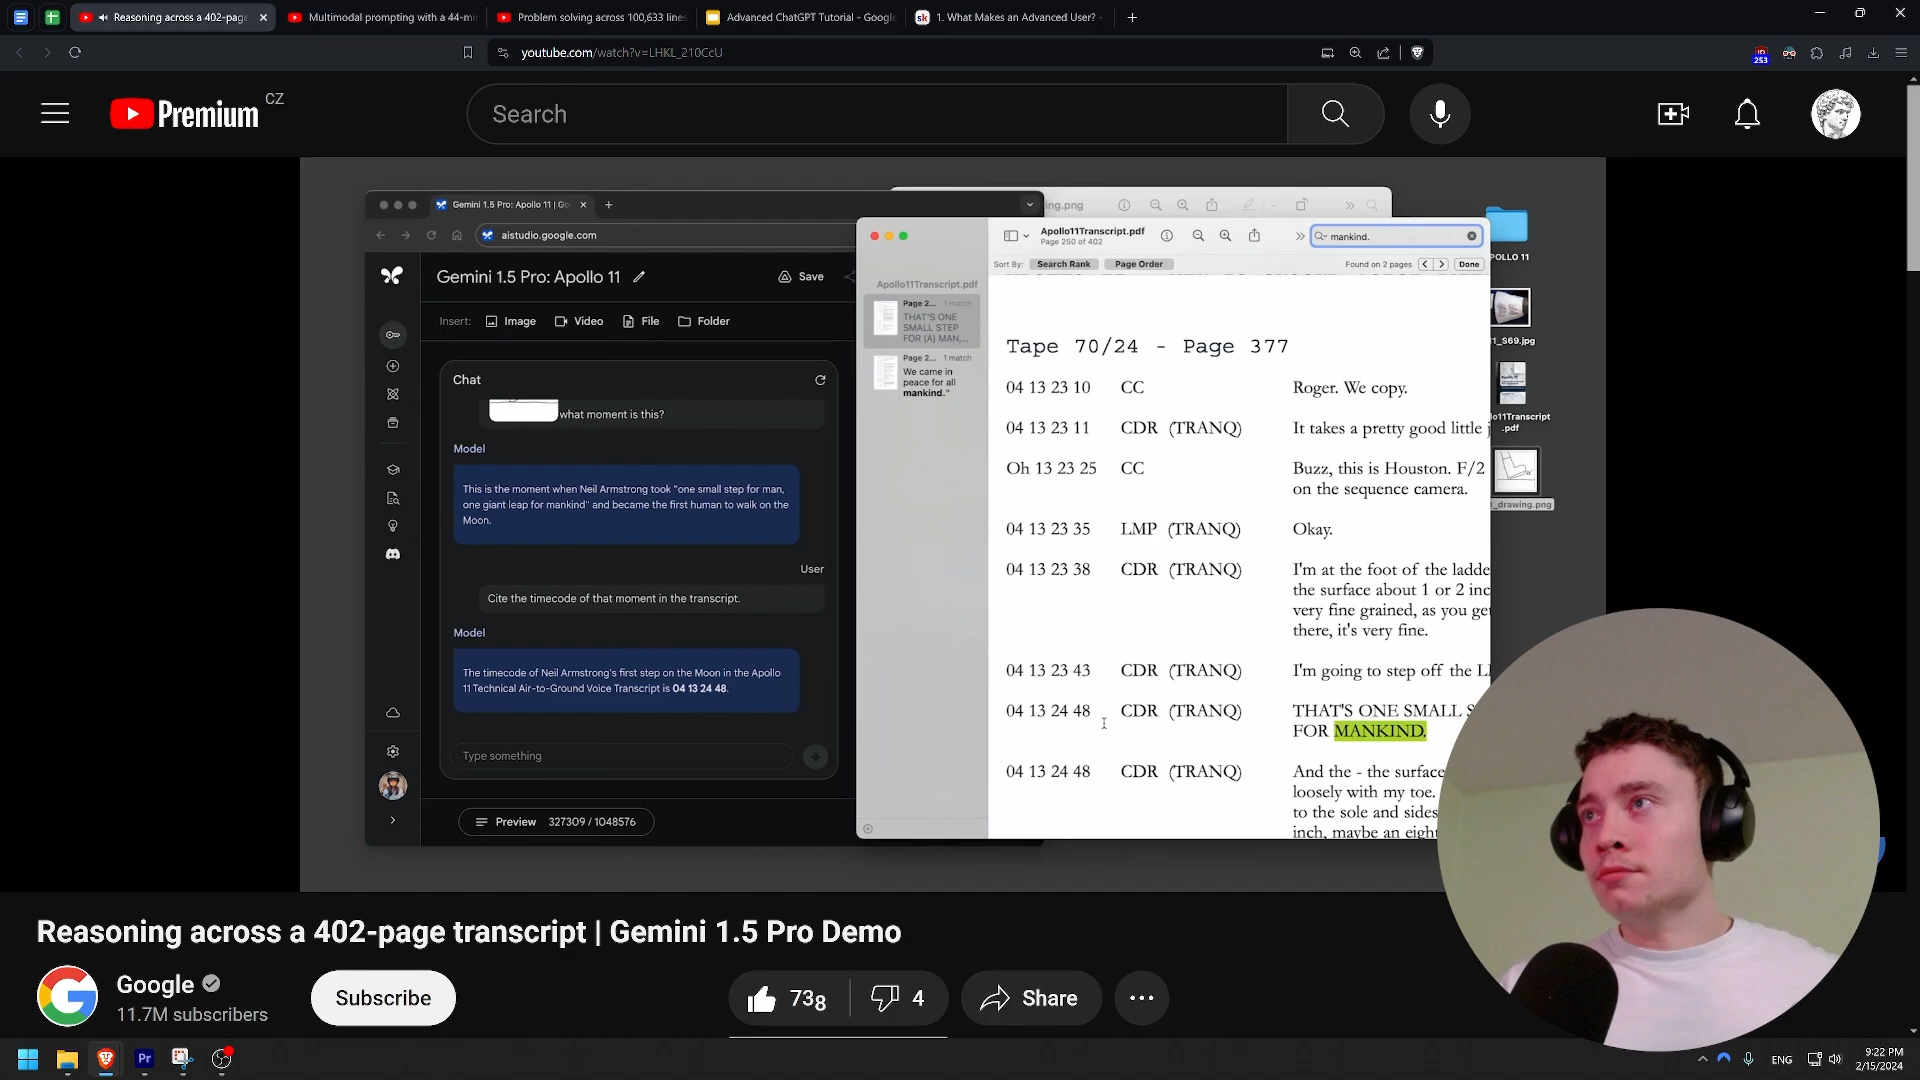 Reasoning across a 402-page
Multimodal prompting with a 44-mi
Problem solving across 100,633 lines
Advanced ChatGPT Tutorial - Google
sk 1. What Makes an Advanced User? -
youtube.com/watch?v=LHKL_210CcU
253
Premium CZ
Search
Gemini 1.5 Pro: Apollo 11 | Go
aistudio.google.com
Gemini 1.5 Pro: Apollo 11
Save
Insert: Image Video File Folder
Chat
what moment is this?
Model
This is the moment when Neil Armstrong took "one small step for man,
one giant leap for mankind" and became the first human to walk on the
Moon.
User
Cite the timecode of that moment in the transcript.
Model
The timecode of Neil Armstrong's first step on the Moon in the Apollo
11 Technical Air-to-Ground Voice Transcript is 04 13 24 48.
Type something
Preview 327309 / 1048576
ing.png
Apollo11Transcript.pdf
Page 250 of 402
mankind.
Sort By: Search Rank Page Order
Found on 2 pages
Done
Apollo11Transcript.pdf
Page 2... 1 match
THAT'S ONE
SMALL STEP
FOR (A) MAN,...
Page 2... 1 match
We came in
peace for all
mankind."
Tape 70/24 - Page 377
04 13 23 10 CC Roger. We copy.
04 13 23 11 CDR (TRANQ) It takes a pretty good little j
Oh 13 23 25 CC Buzz, this is Houston. F/2
on the sequence camera.
04 13 23 35 LMP (TRANQ) Okay.
04 13 23 38 CDR (TRANQ) I'm at the foot of the ladde
the surface about 1 or 2 inc
very fine grained, as you get
there, it's very fine.
04 13 23 43 CDR (TRANQ) I'm going to step off the L
04 13 24 48 CDR (TRANQ) THAT'S ONE SMALL S
FOR MANKIND.
04 13 24 48 CDR (TRANQ) And the - the surface
loosely with my toe.
to the sole and sides
inch, maybe an eight
POLLO 11
1_S69.jpg
lo11Transcript
.pdf
_drawing.png
Reasoning across a 402-page transcript | Gemini 1.5 Pro Demo
Google
11.7M subscribers
Subscribe
738
4
Share
Pr
ENG
9:22 PM
2/15/2024